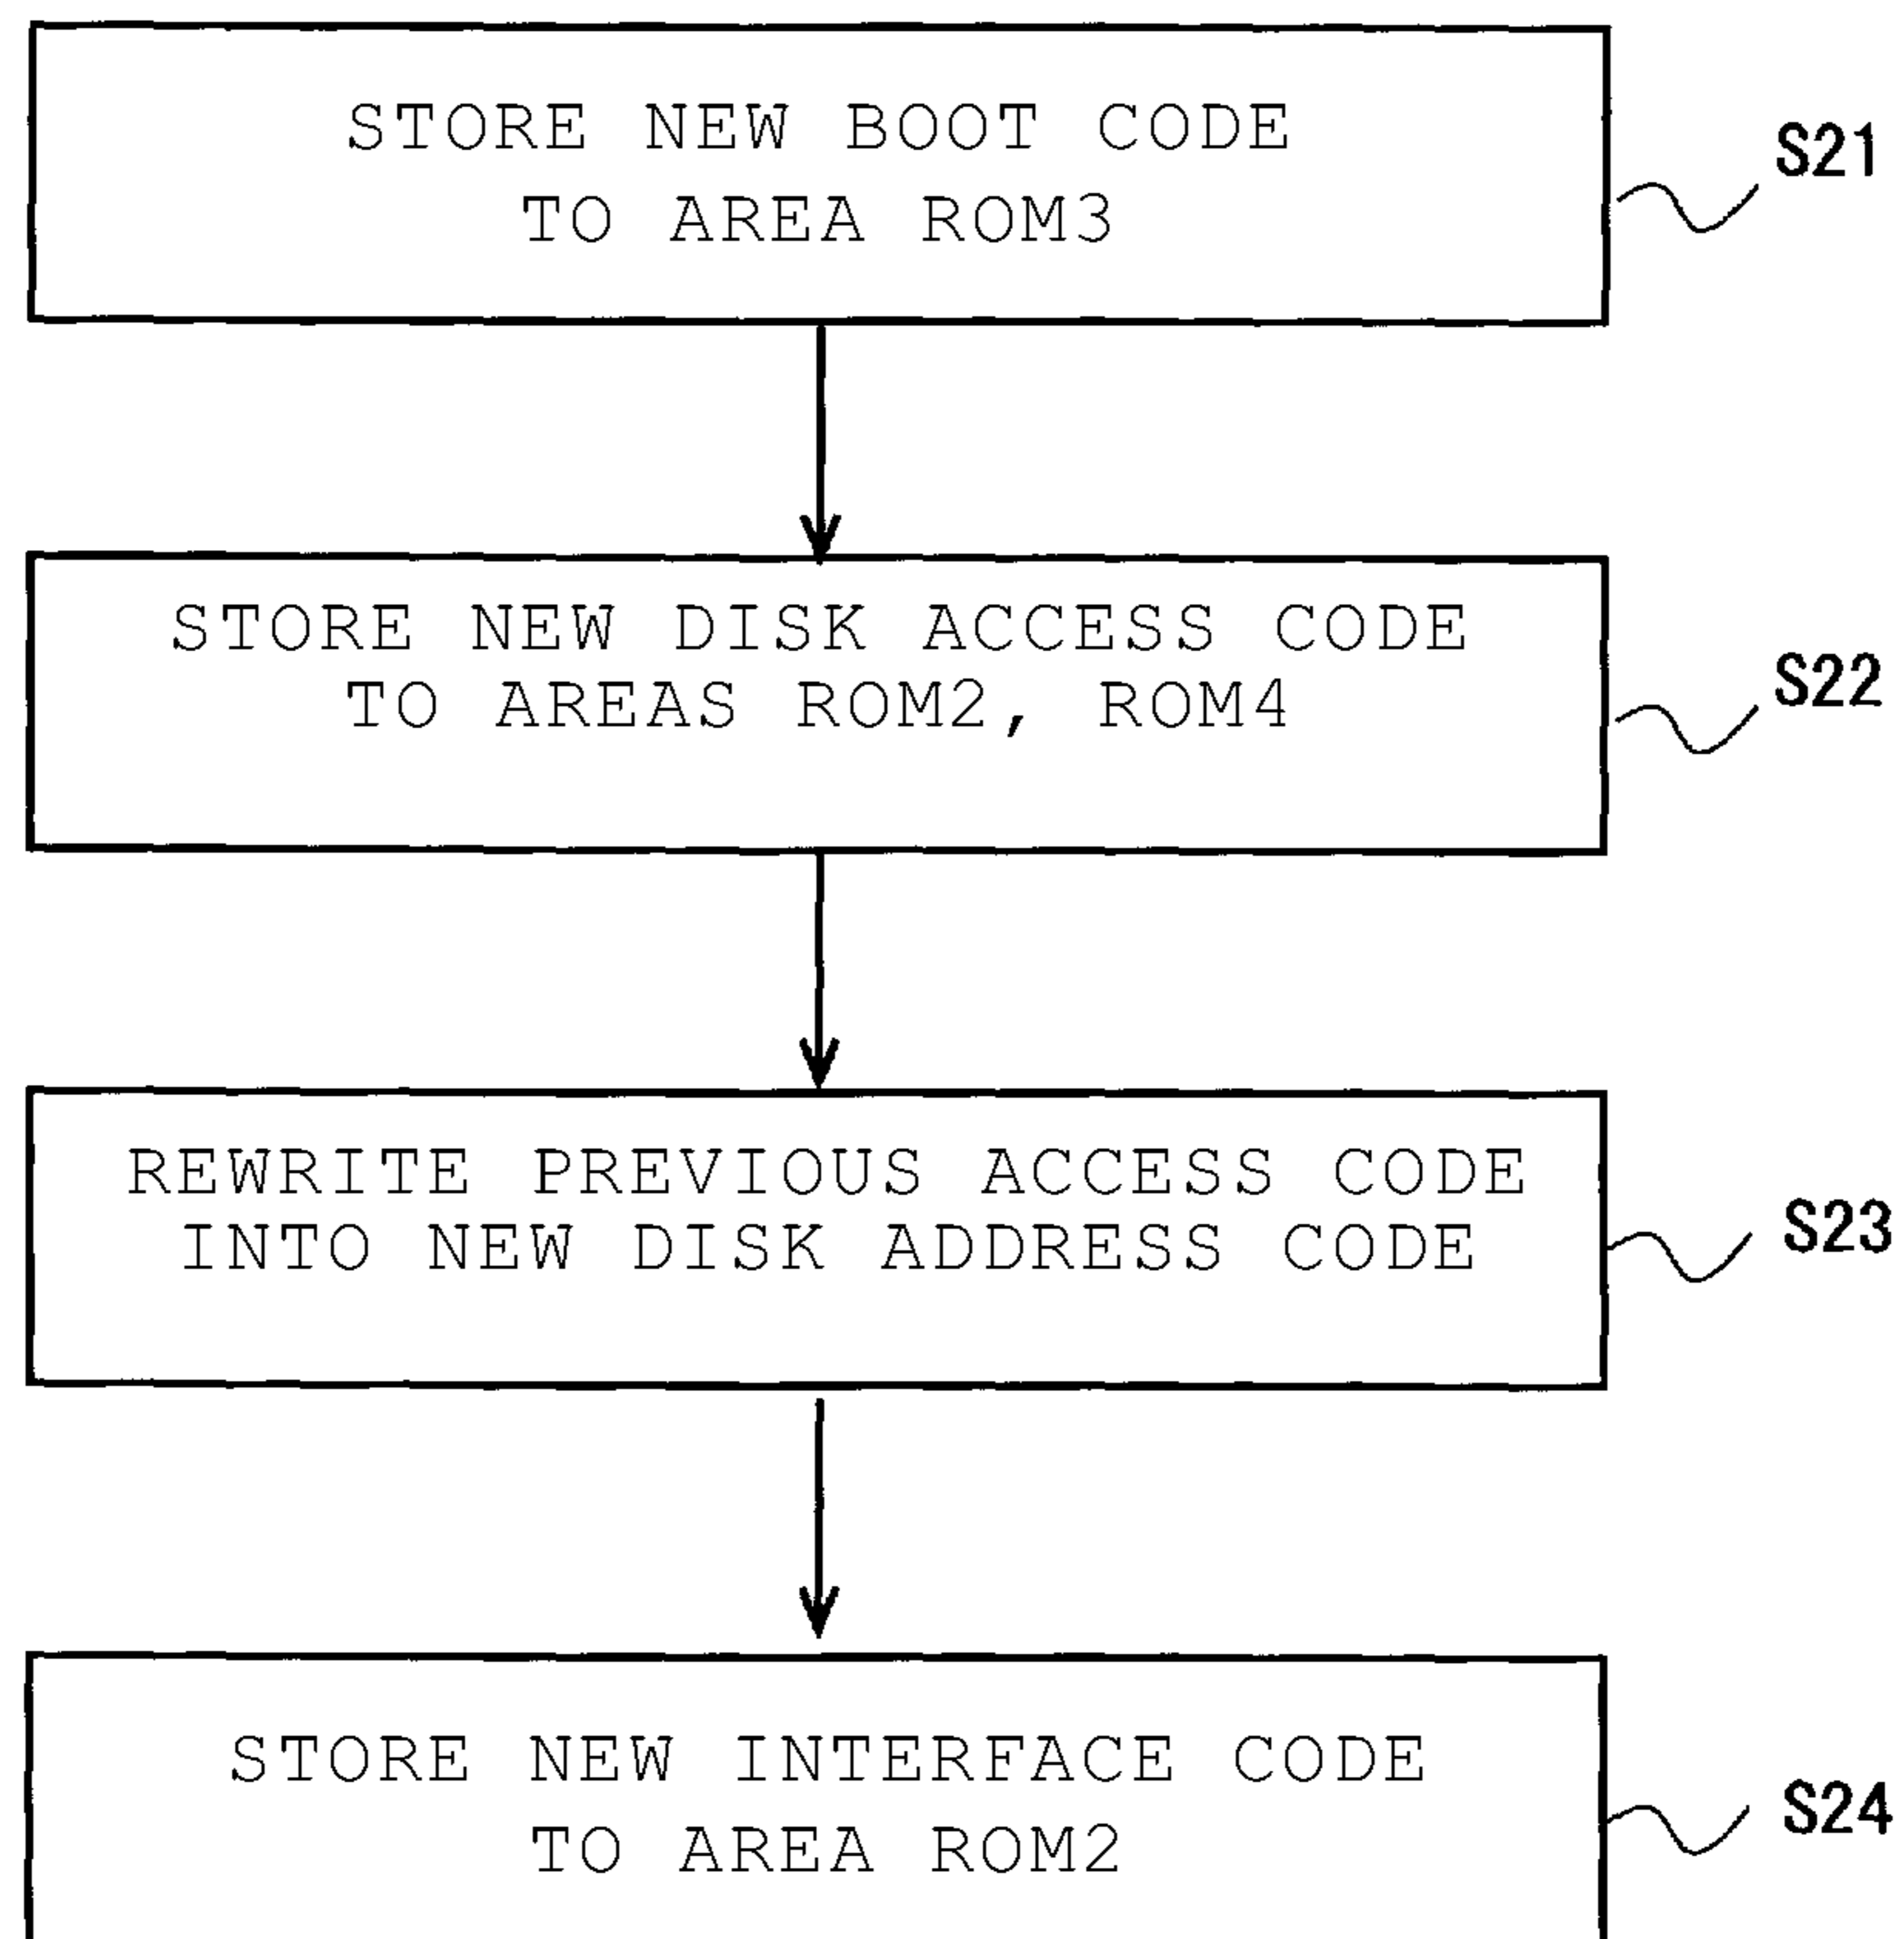 STORE NEW BOOT CODE
TO AREA ROM3
S21
STORE NEW DISK ACCESS CODE
TO AREAS ROM2, ROM4
S22
REWRITE PREVIOUS ACCESS CODE
INTO NEW DISK ADDRESS CODE
S23
STORE NEW INTERFACE CODE
TO AREA ROM2
S24